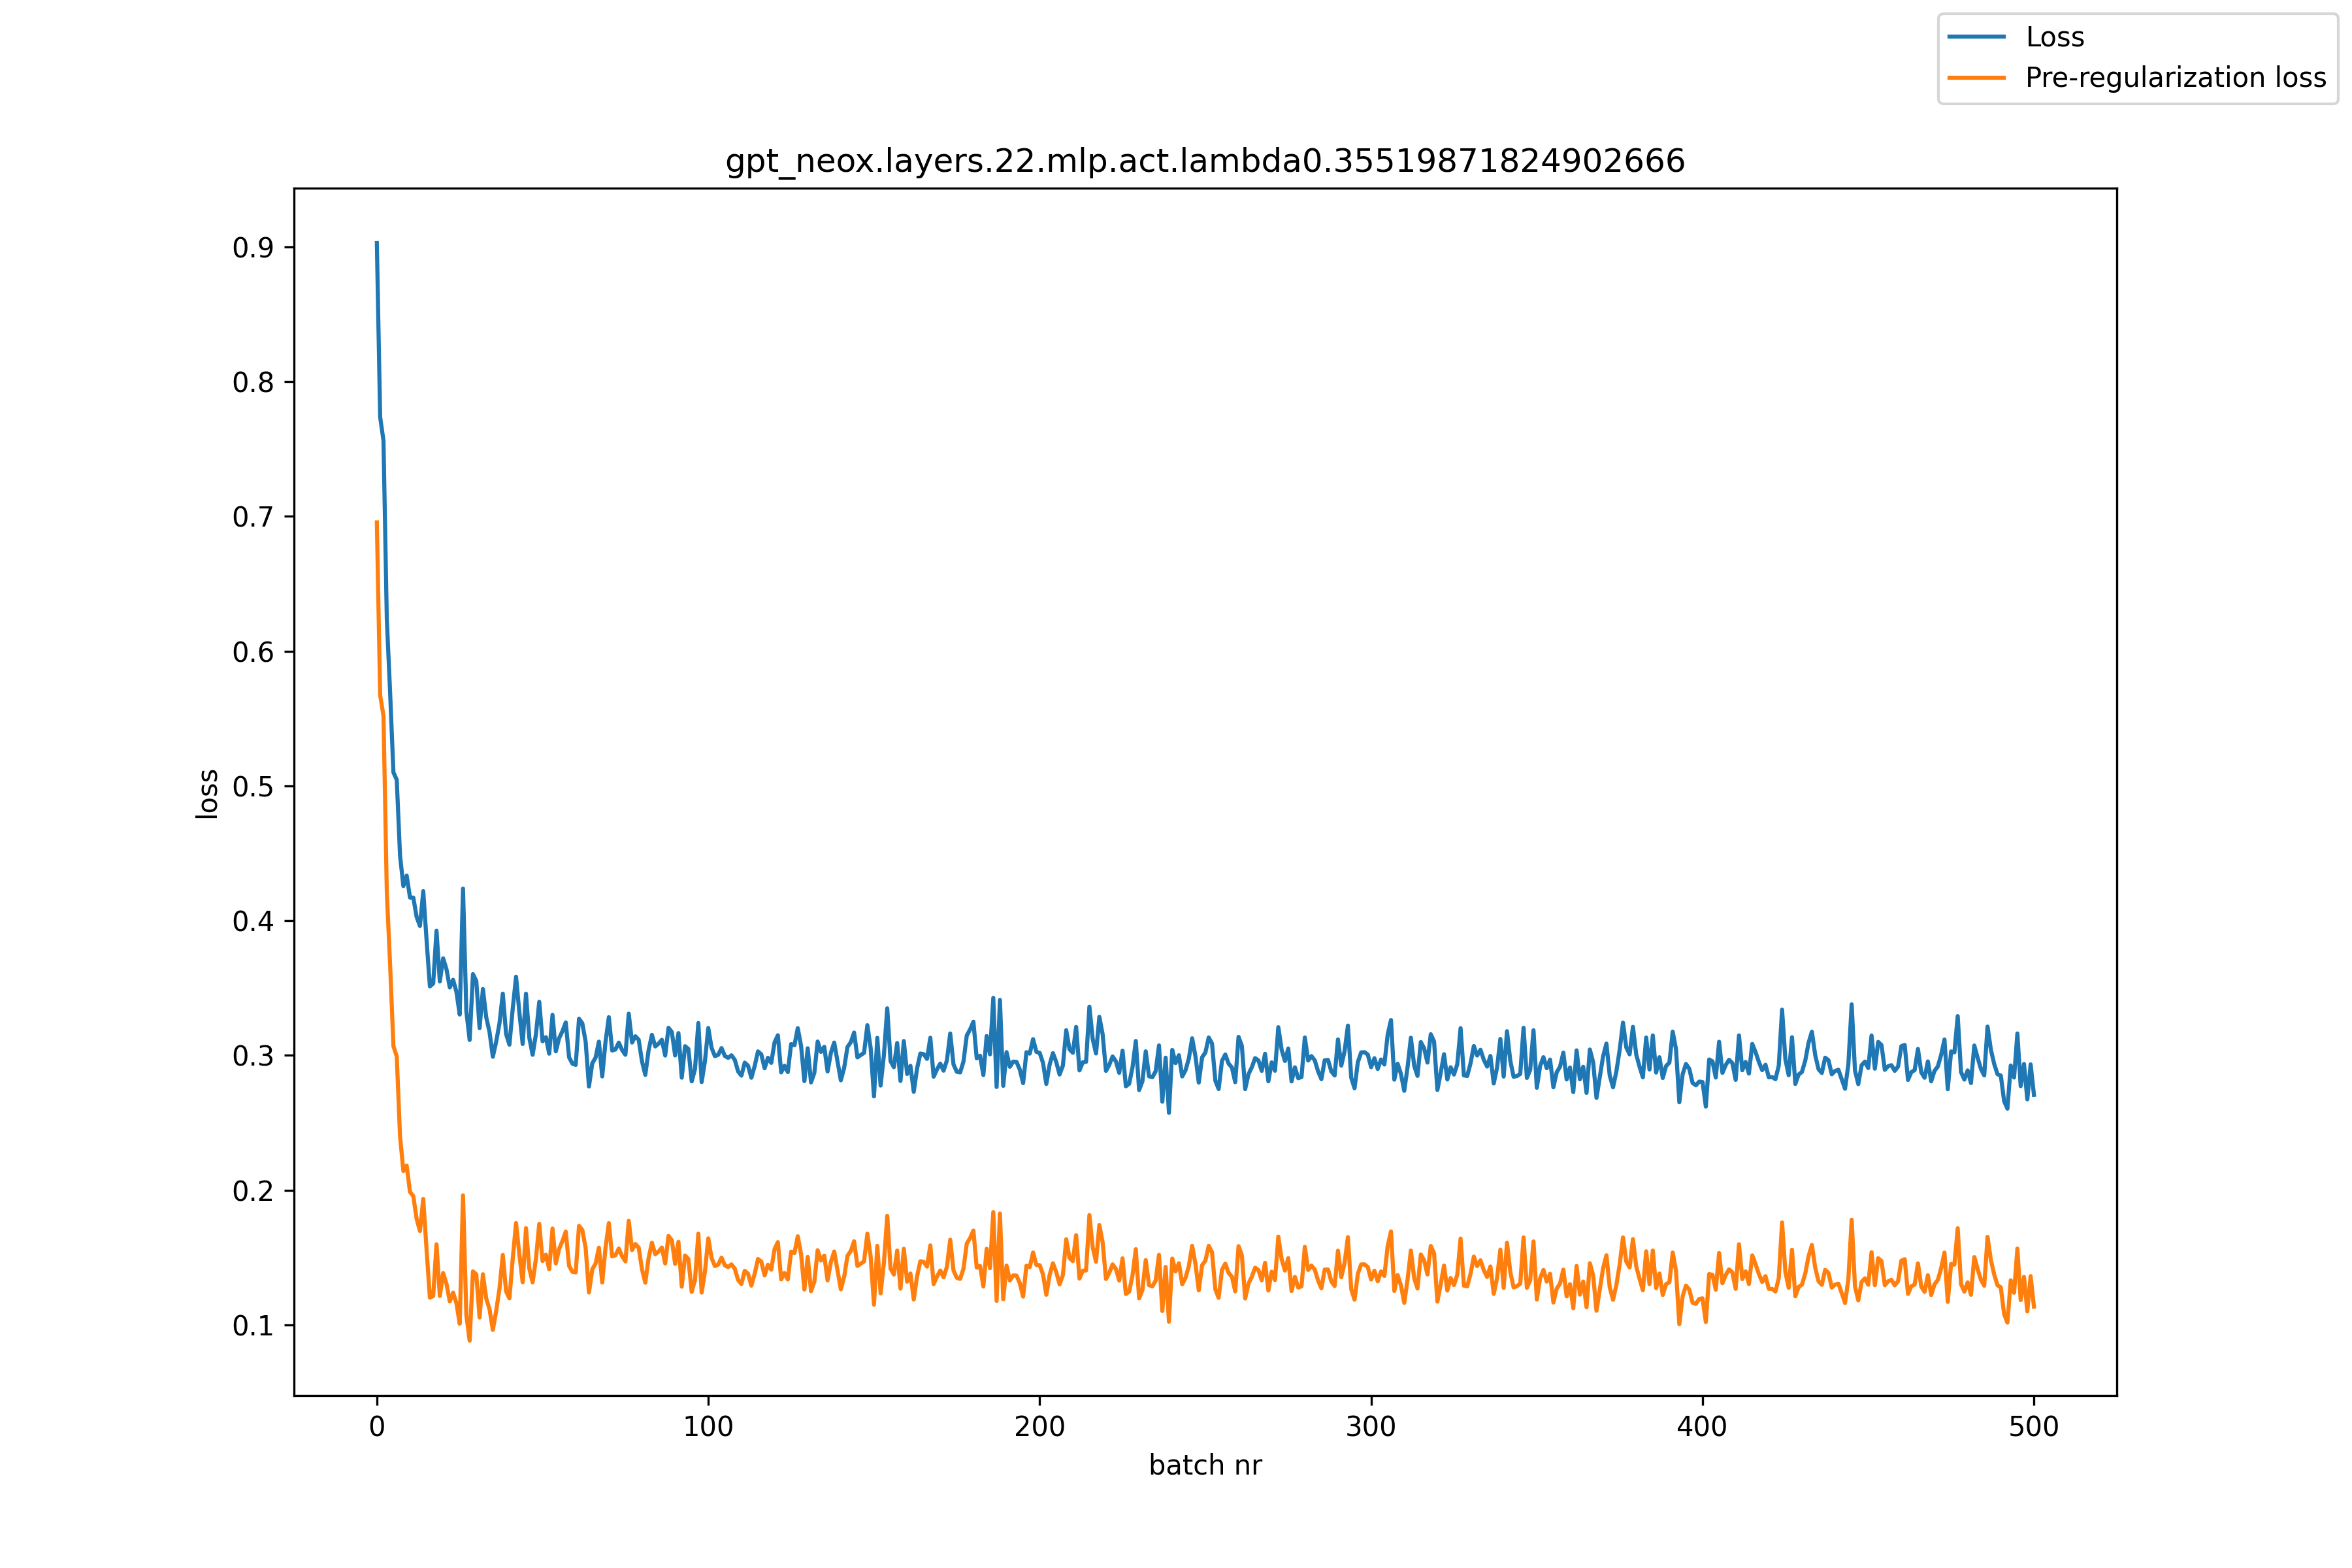 Loss
Pre-regularization loss
gpt_neox.layers.22.mlp.act.lambda0.35519871824902666
0.9
0.8
0.7
0.6
0.5
0.4
0.3
0.2
0.1
loss
0 100 200 300 400 500
batch nr